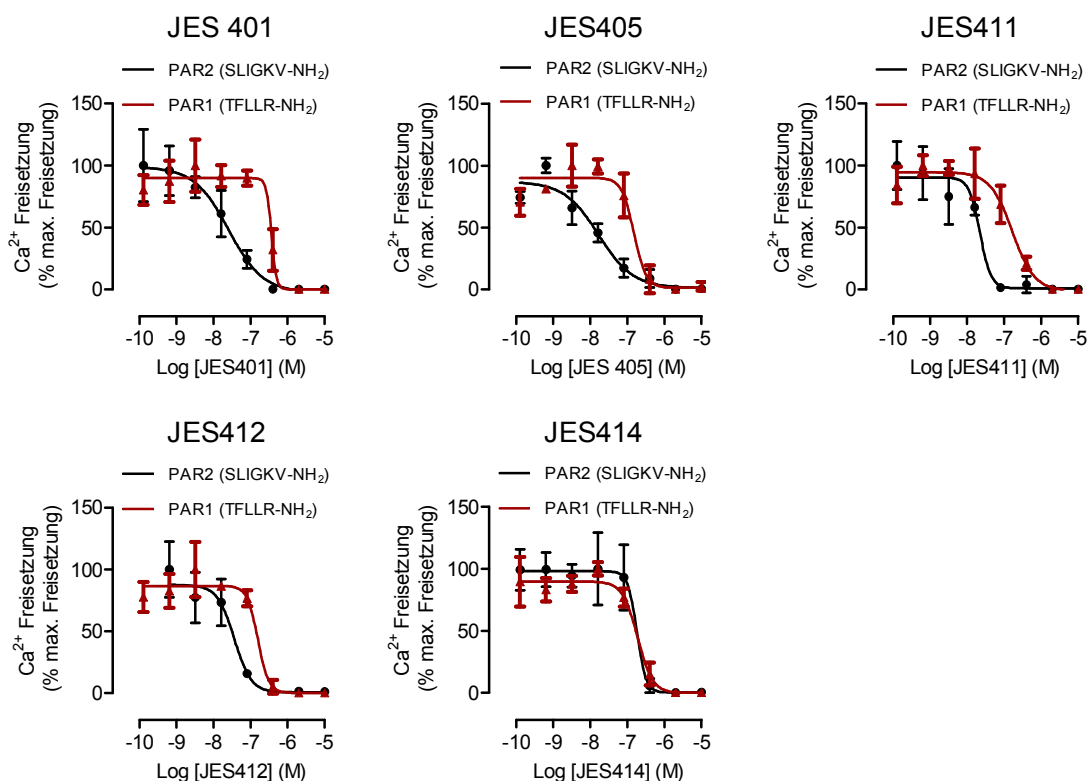 JES 401
PAR2 (SLIGKV-NH₂)
PAR1 (TFLLR-NH₂)
Ca²⁺ Freisetzung
(% max. Freisetzung)
150
100
50
0
-10 -9 -8 -7 -6 -5
Log [JES401] (M)
JES405
PAR2 (SLIGKV-NH₂)
PAR1 (TFLLR-NH₂)
Ca²⁺ Freisetzung
(% max. Freisetzung)
150
100
50
0
-10 -9 -8 -7 -6 -5
Log [JES 405] (M)
JES411
PAR2 (SLIGKV-NH₂)
PAR1 (TFLLR-NH₂)
Ca²⁺ Freisetzung
(% max. Freisetzung)
150
100
50
0
-10 -9 -8 -7 -6 -5
Log [JES411] (M)
JES412
PAR2 (SLIGKV-NH₂)
PAR1 (TFLLR-NH₂)
Ca²⁺ Freisetzung
(% max. Freisetzung)
150
100
50
0
-10 -9 -8 -7 -6 -5
Log [JES412] (M)
JES414
PAR2 (SLIGKV-NH₂)
PAR1 (TFLLR-NH₂)
Ca²⁺ Freisetzung
(% max. Freisetzung)
150
100
50
0
-10 -9 -8 -7 -6 -5
Log [JES414] (M)